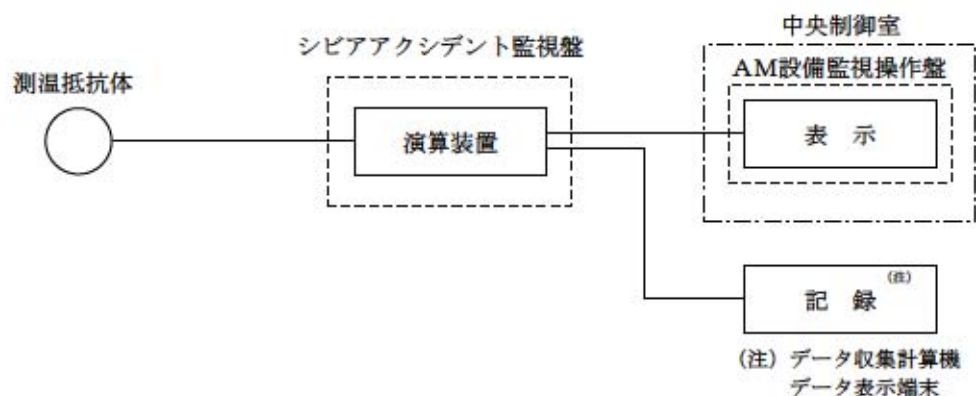 中央制御室
シビアアクシデント監視盤
AM設備監視操作盤
測温抵抗体
演算装置
表　示
記　録 (注)
(注) データ収集計算機
データ表示端末